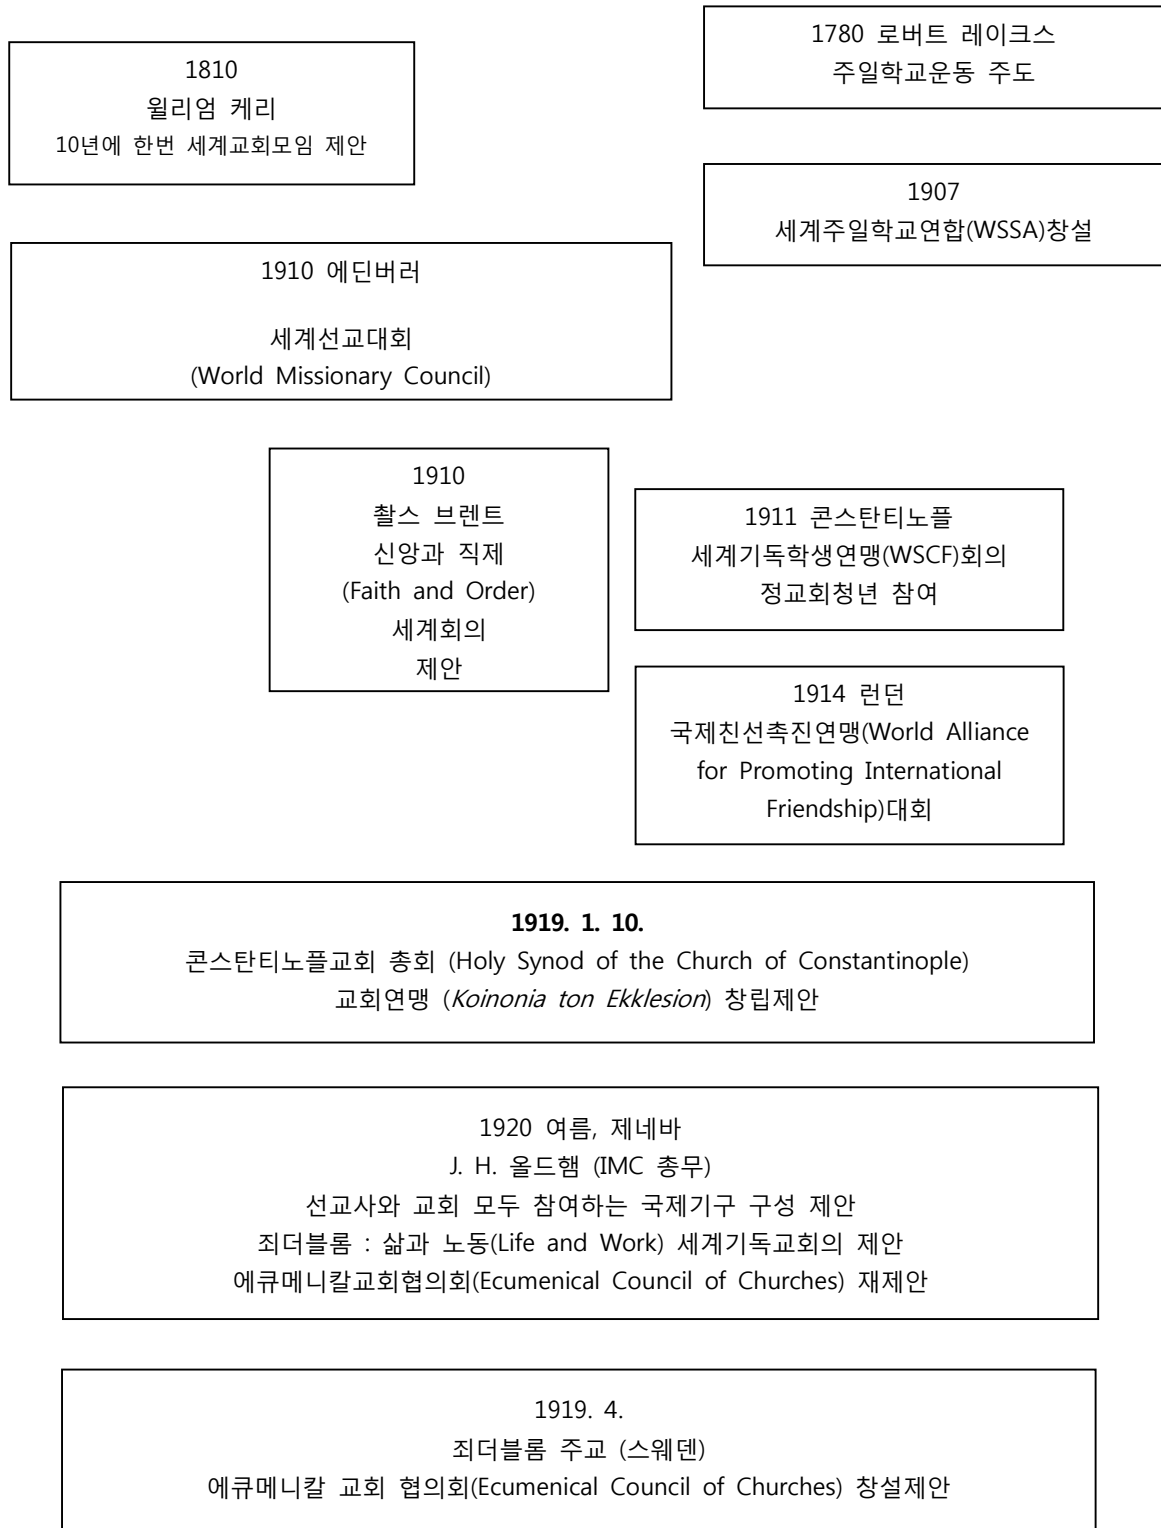 1780 로버트 레이크스
주일학교운동 주도
1810
윌리엄 케리
10년에 한번 세계교회모임 제안
1907
세계주일학교연합(WSSA)창설
1910 에딘버러
세계선교대회
(World Missionary Council)
1910
촬스 브렌트
신앙과 직제
(Faith and Order)
세계회의
제안
1911 콘스탄티노플
세계기독학생연맹(WSCF)회의
정교회청년 참여
1914 런던
국제친선촉진연맹(World Alliance
for Promoting International
Friendship)대회
1919. 1. 10.
콘스탄티노플교회 총회 (Holy Synod of the Church of Constantinople)
교회연맹 (Koinonia ton Ekklesion) 창립제안
1920 여름, 제네바
J. H. 올드햄 (IMC 총무)
선교사와 교회 모두 참여하는 국제기구 구성 제안
죄더블롬 : 삶과 노동(Life and Work) 세계기독교회의 제안
에큐메니칼교회협의회(Ecumenical Council of Churches) 재제안
1919. 4.
죄더블롬 주교 (스웨덴)
에큐메니칼 교회 협의회(Ecumenical Council of Churches) 창설제안